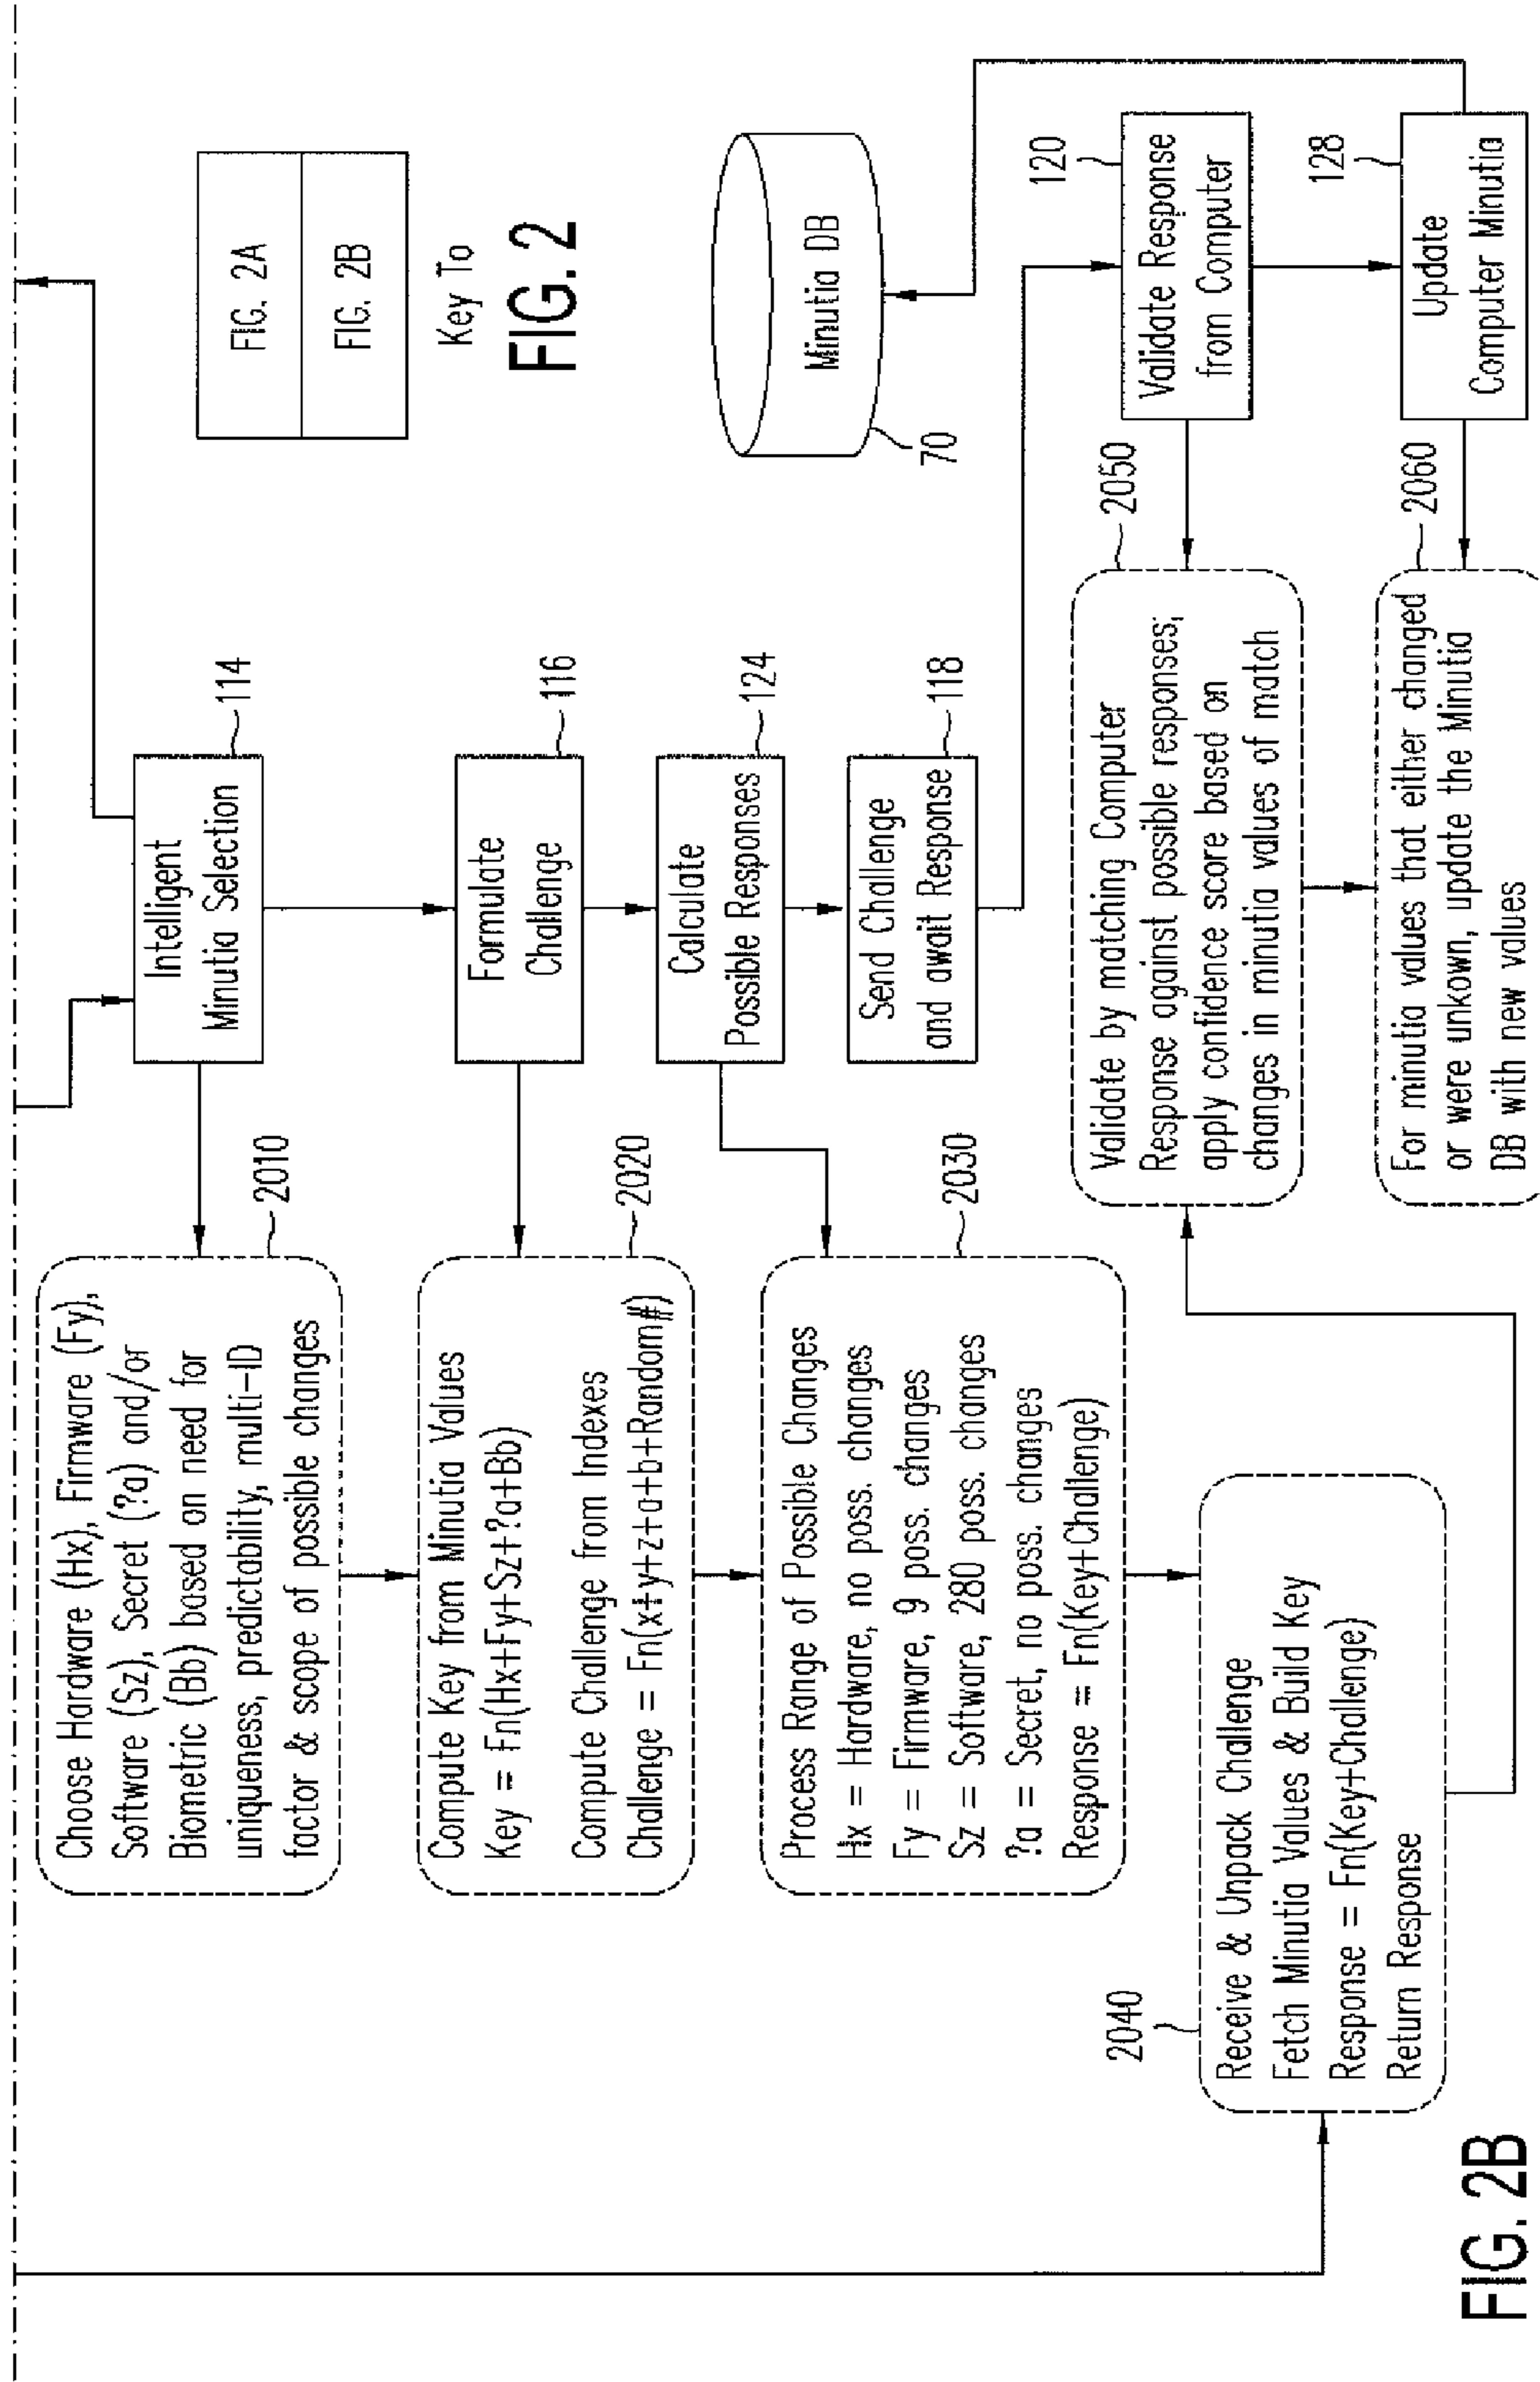 Intelligent
Minutia Selection
114
FIG. 2A
FIG. 2B
Key To
FIG. 2
Choose Hardware (Hx), Firmware (Fy),
Software (Sz), Secret (?a) and/or
Biometric (Bb) based on need for
uniqueness, predictability, multi-ID
factor & scope of possible changes
2010
Formulate
Challenge
116
Compute Key from Minutia Values
Key = Fn(Hx+Fy+Sz+?a+Bb)
Compute Challenge from Indexes
Challenge = Fn(x+y+z+a+b+Random#)
2020
Calculate
Possible Responses
124
Minutia DB
70
Process Range of Possible Changes
Hx = Hardware, no poss. changes
Fy = Firmware, 9 poss. changes
Sz = Software, 280 poss. changes
?a = Secret, no poss. changes
Response = Fn(Key+Challenge)
2030
Send Challenge
and await Response
118
2040
Receive & Unpack Challenge
Fetch Minutia Values & Build Key
Response = Fn(Key+Challenge)
Return Response
Validate by matching Computer
Response against possible responses;
apply confidence score based on
changes in minutia values of match
2050
Validate Response
from Computer
120
For minutia values that either changed
or were unkown, update the Minutia
DB with new values
2060
Update
Computer Minutia
128
FIG. 2B